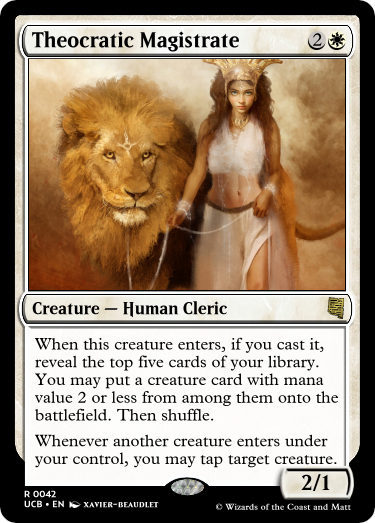 Theocratic Magistrate 2
Creature — Human Cleric
When this creature enters, if you cast it,
reveal the top five cards of your library.
You may put a creature card with mana
value 2 or less from among them onto the
battlefield. Then shuffle.
Whenever another creature enters under
your control, you may tap target creature.
2/1
R 0042
UCB • EN XAVIER-BEAUDLET
© Wizards of the Coast and Matt